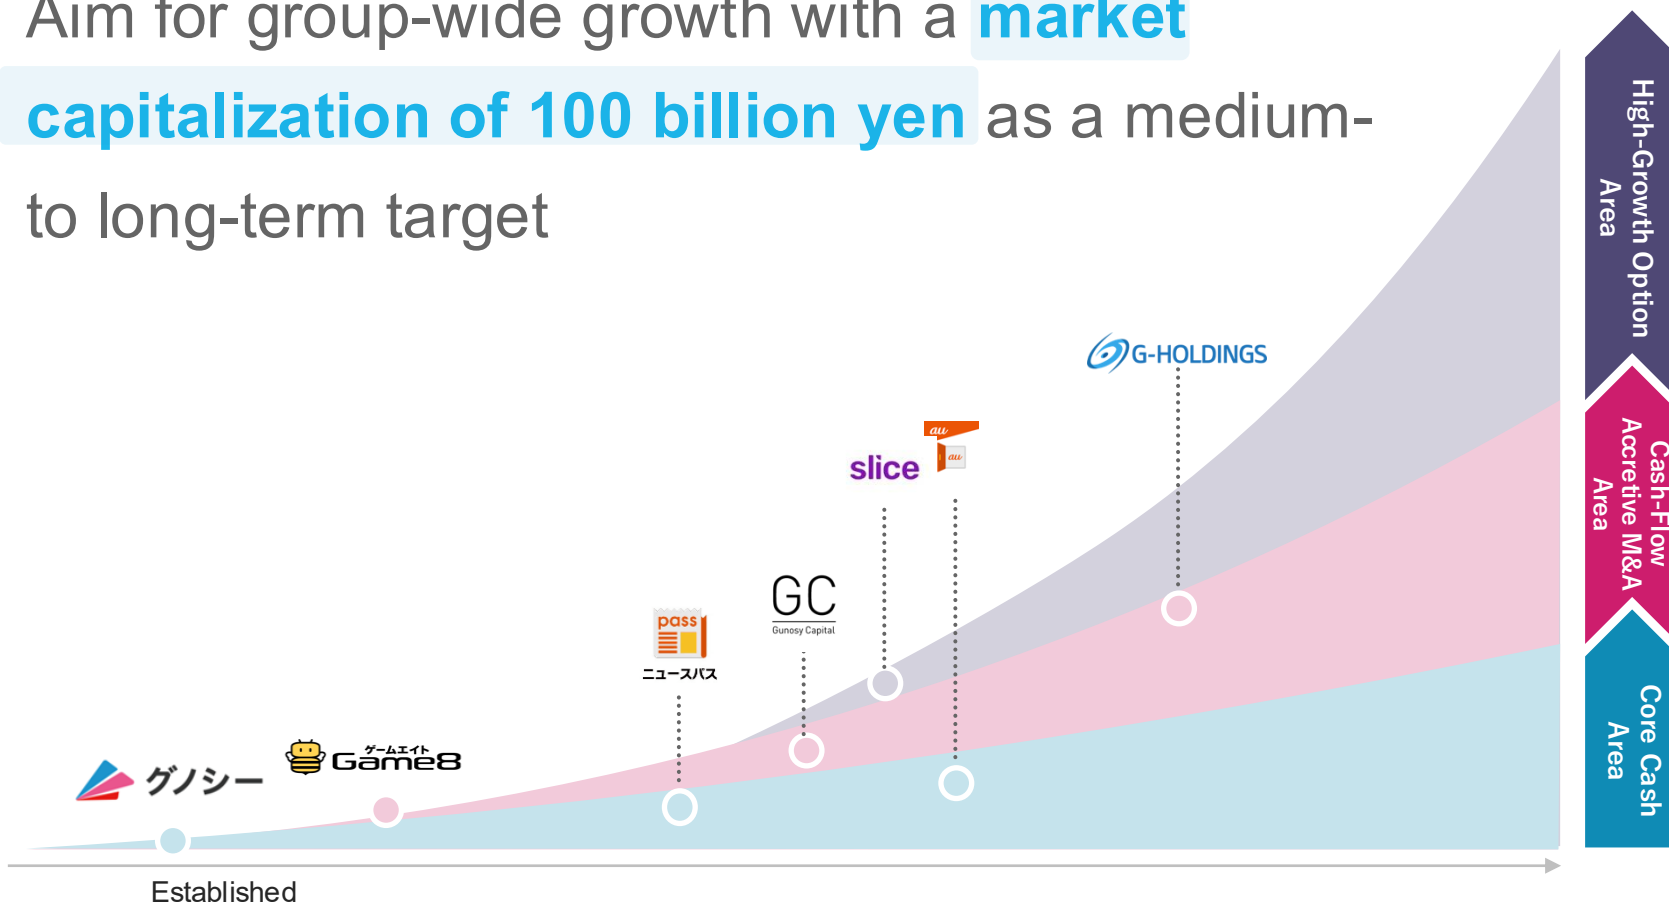 Aim for group-wide growth with a market
capitalization of 100 billion yen as a medium-
to long-term target
High-Growth Option
Area
G-HOLDINGS
au
au
slice
Cash-Flow
Accretive M&A
Area
GC
Gunosy Capital
pass
ニュースパス
Core Cash
Area
ゲームエイト
Game8
グノシー
Established